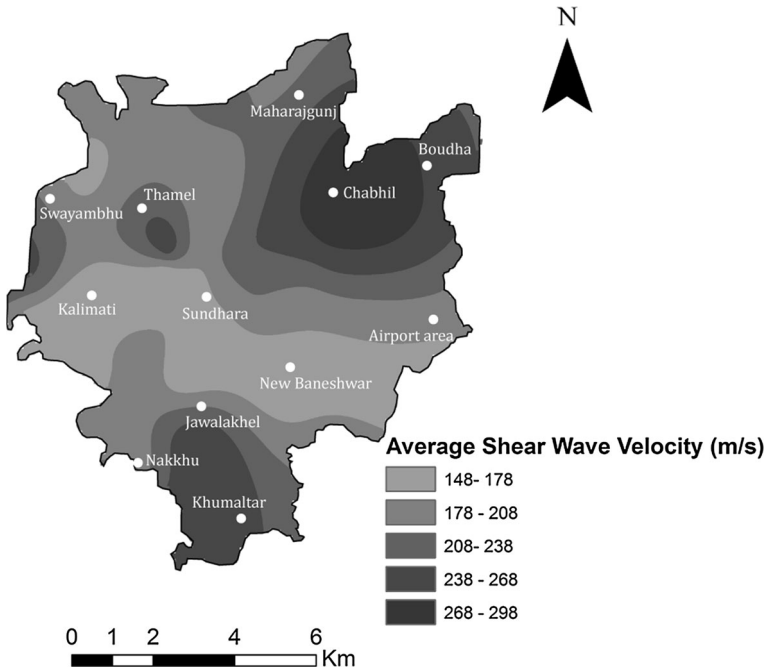 N
Maharajgunj
Boudha
Chabhil
Thamel
Swayambhu
Kalimati
Sundhara
Airport area
New Baneshwar
Jawalakhel
Nakkhu
Khumaltar
Average Shear Wave Velocity (m/s)
148- 178
178 - 208
208- 238
238 - 268
268 - 298
0 1 2 4 6
Km